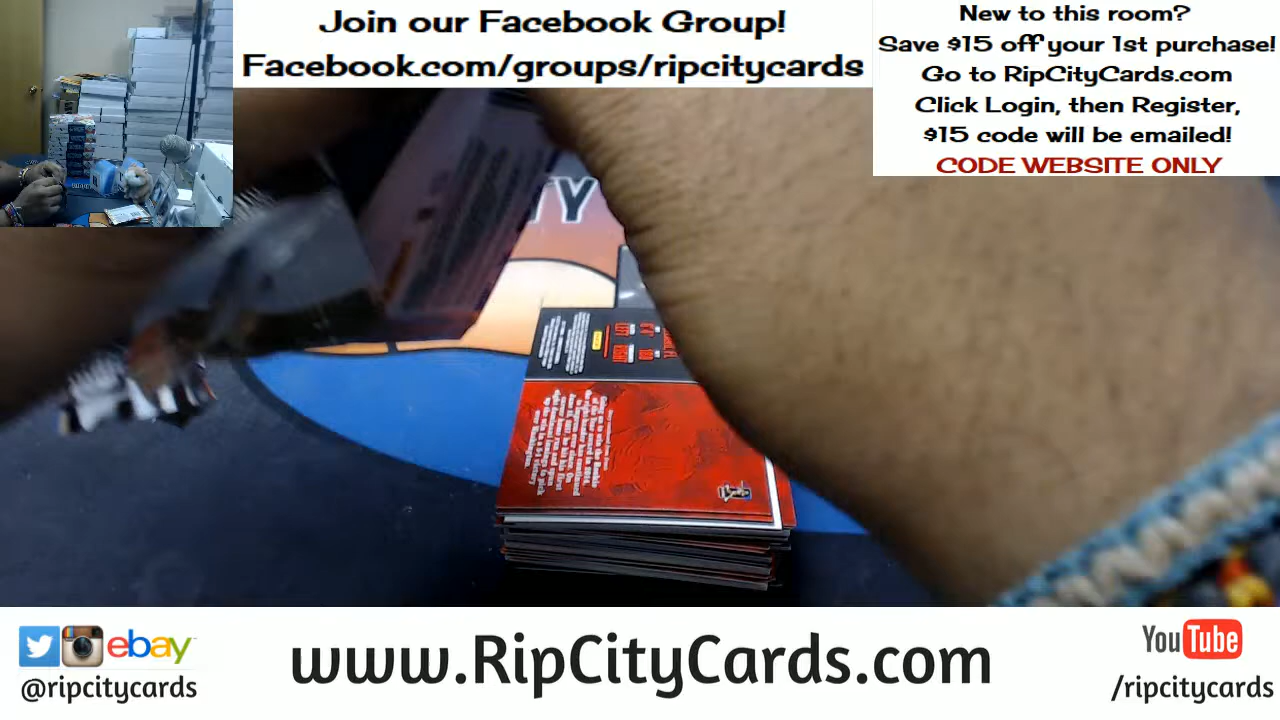 Join our Facebook Group!
Facebook.com/groups/ripcitycards
New to this room?
Save $15 off your 1st purchase!
Go to RipCityCards.com
Click Login, then Register,
$15 code will be emailed!
CODE WEBSITE ONLY
TY
ebay
@ripcitycards
www.RipCityCards.com
YouTube
/ripcitycards